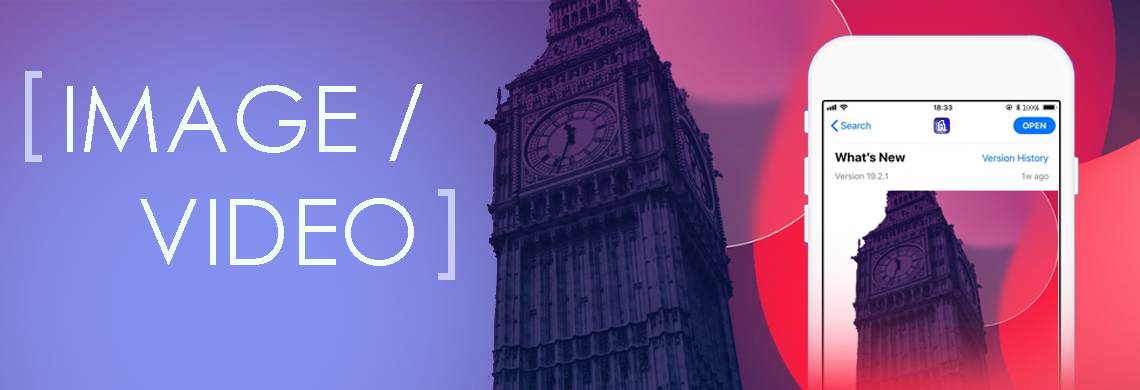 [ IMAGE /
VIDEO ]
18:33
100%
Search
OPEN
What's New
Version History
Version 19.2.1
1w ago